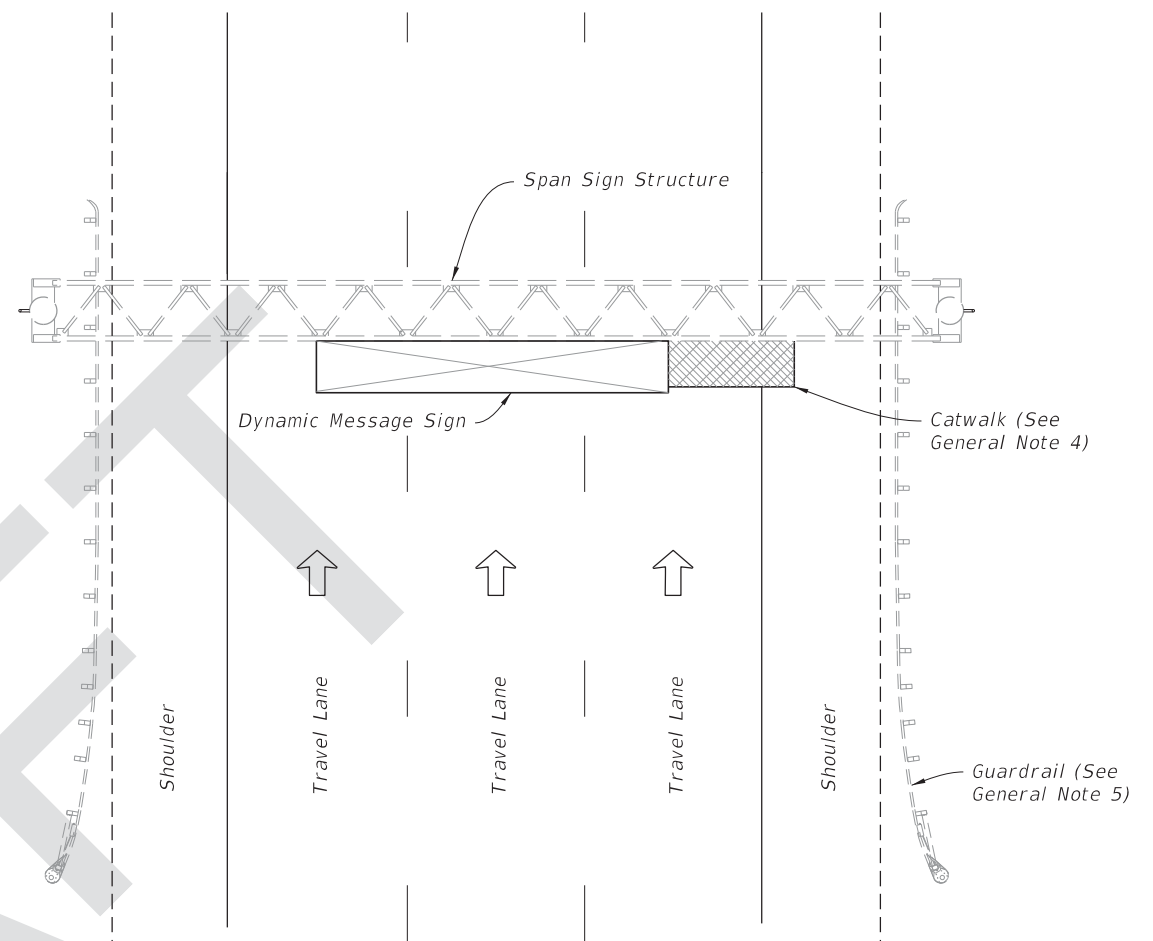 Span Sign Structure
Dynamic Message Sign
Catwalk (See
General Note 4)
Shoulder
Travel Lane
Travel Lane
Travel Lane
Shoulder
Guardrail (See
General Note 5)